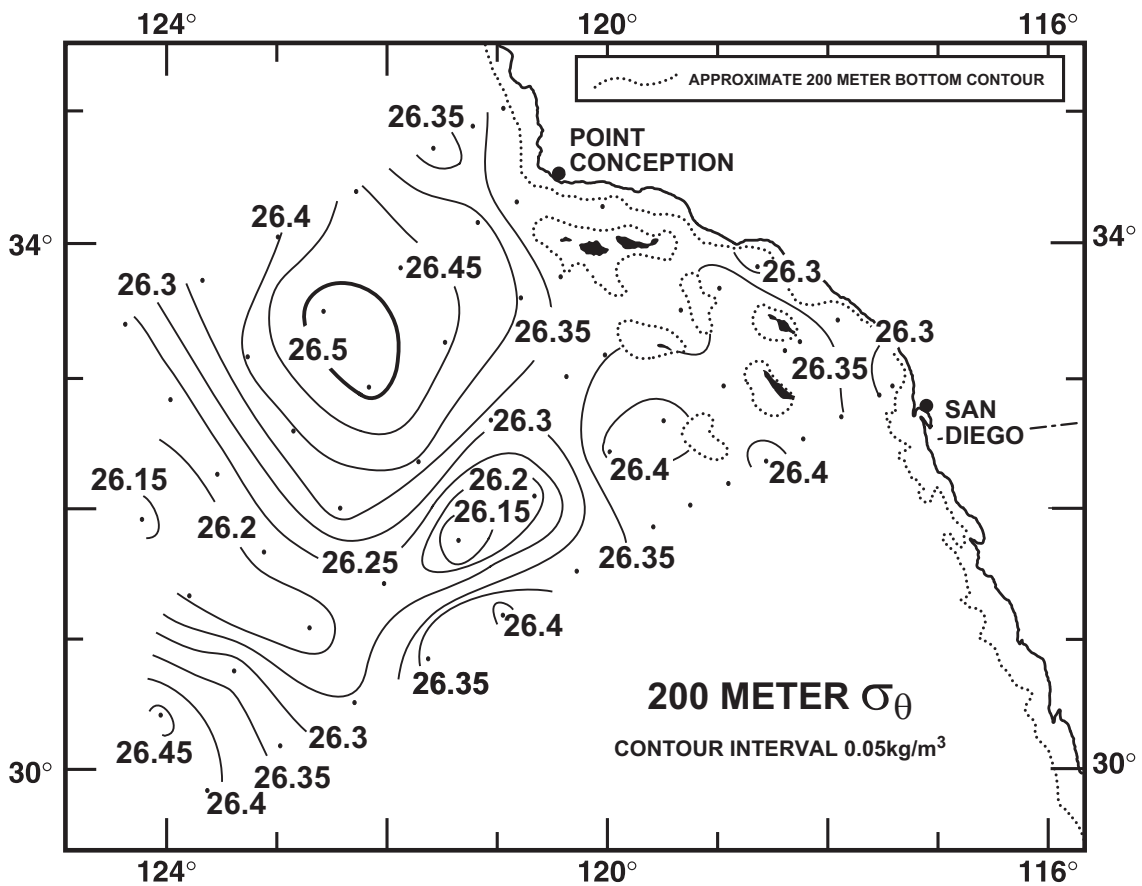 124° 120° 116°
APPROXIMATE 200 METER BOTTOM CONTOUR
26.35
POINT
CONCEPTION
26.4
34° 34°
26.45
26.3
26.3
26.35
26.3
26.5
26.35
SAN
DIEGO
26.3
26.4
26.4
26.15
26.2
26.15
26.2
26.25
26.35
26.4
26.35
200 METER σθ
26.3
CONTOUR INTERVAL 0.05kg/m³
26.45
26.35
30° 30°
26.4
124° 120° 116°